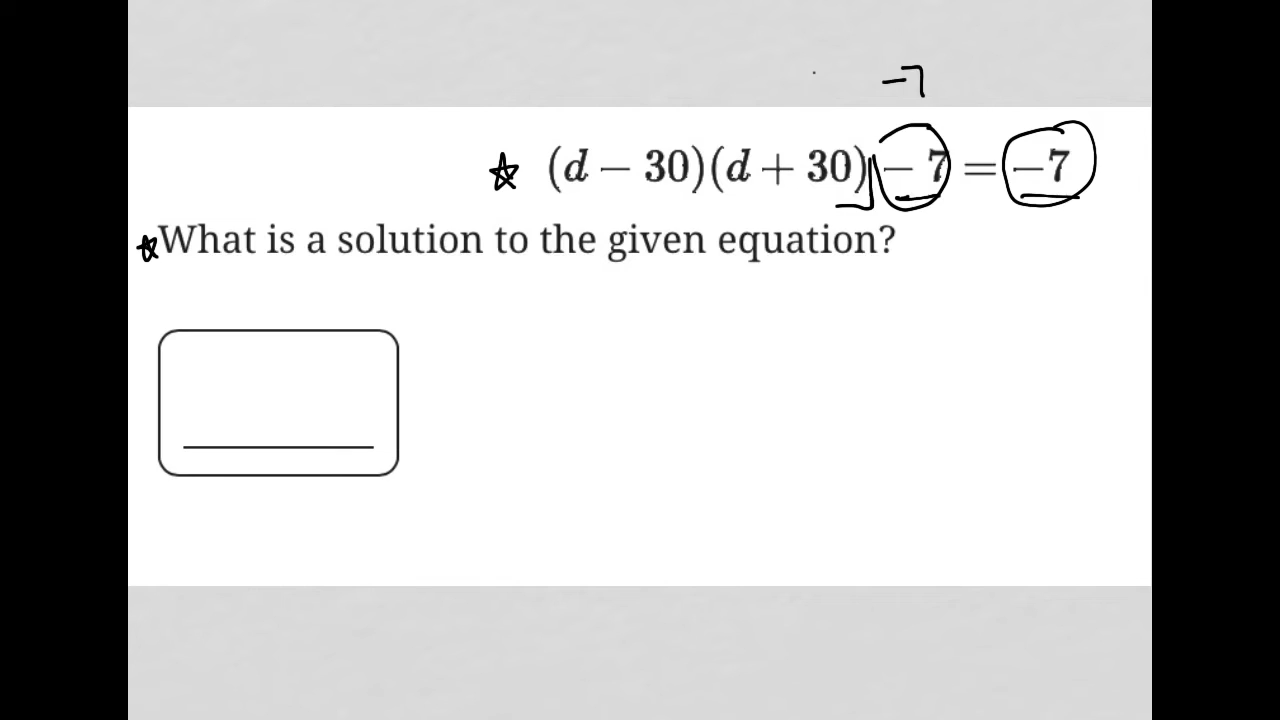 -7
(d − 30)(d + 30) − 7 = −7
What is a solution to the given equation?